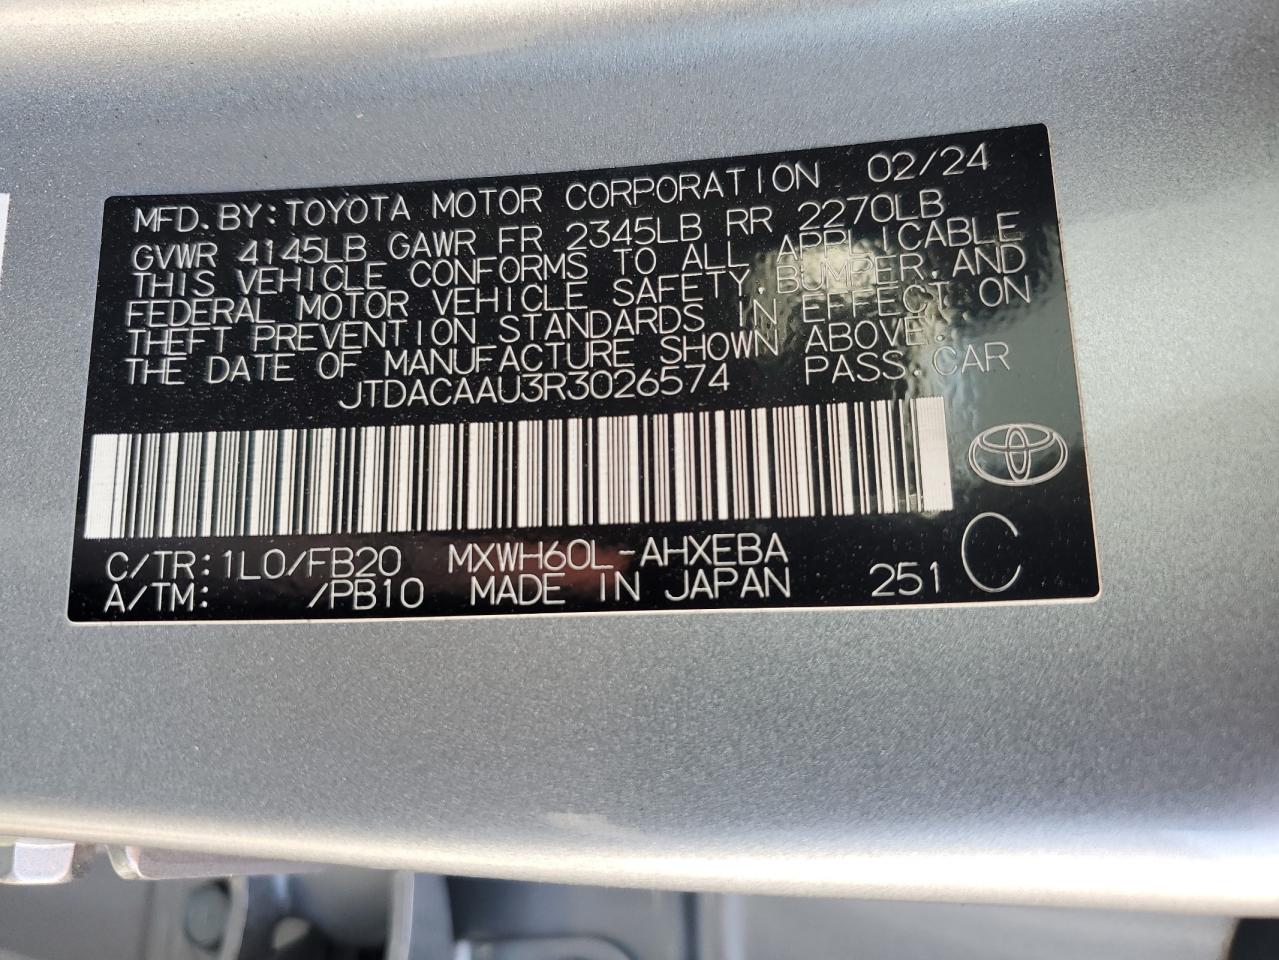 MFD.BY:TOYOTA MOTOR CORPORATION 02/24
GVWR 4145LB GAWR FR 2345LB RR 2270LB
THIS VEHICLE CONFORMS TO ALL APPLICABLE
FEDERAL MOTOR VEHICLE SAFETY,BUMPER,AND
THEFT PREVENTION STANDARDS IN EFFECT ON
THE DATE OF MANUFACTURE SHOWN ABOVE.
JTDACAAU3R3026574 PASS.CAR
C/TR:1L0/FB20 MXWH60L-AHXEBA
A/TM: /PB10 MADE IN JAPAN 251 C